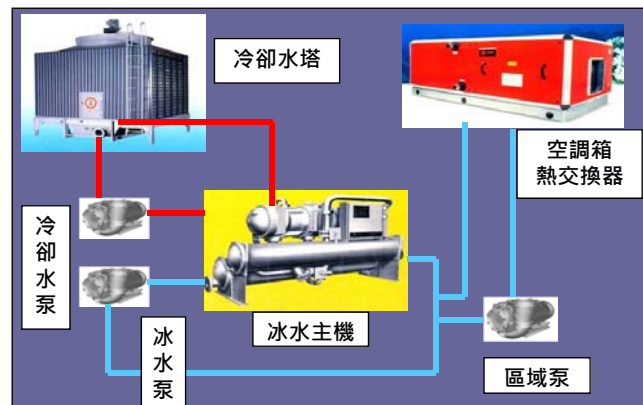 冷卻水塔
空調箱
熱交換器
冷卻水泵
冰水主機
冰水泵
區域泵